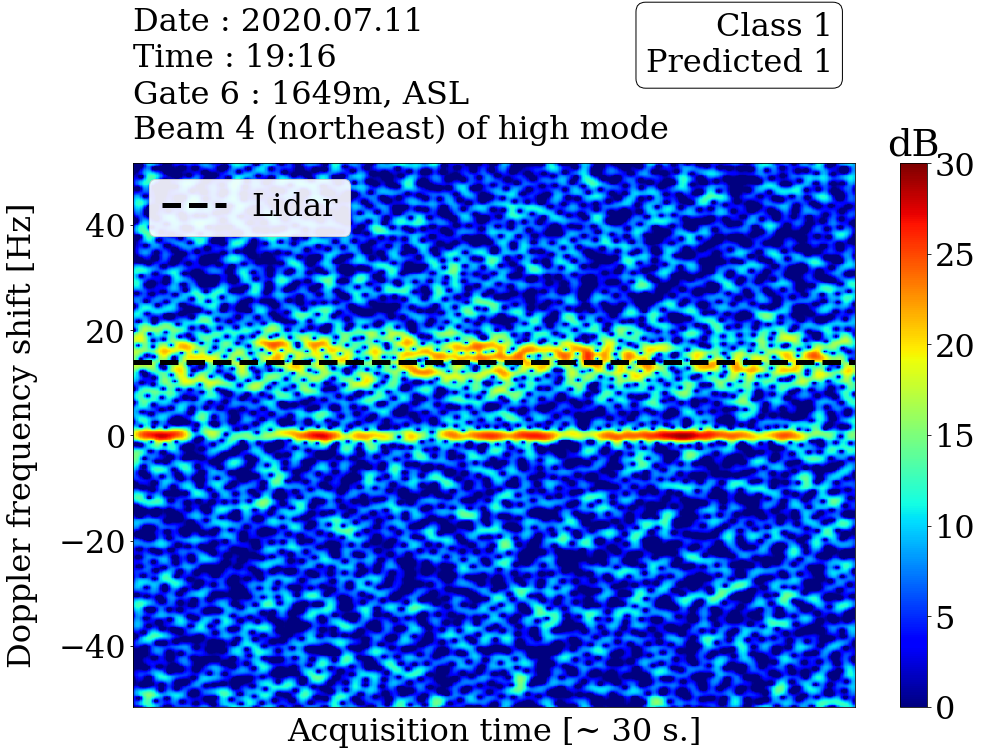 Date : 2020.07.11
Time : 19:16
Gate 6 : 1649m, ASL
Beam 4 (northeast) of high mode
Class 1
Predicted 1
dB
Lidar
Doppler frequency shift [Hz]
40
20
0
−20
−40
30
25
20
15
10
5
0
Acquisition time [~ 30 s.]